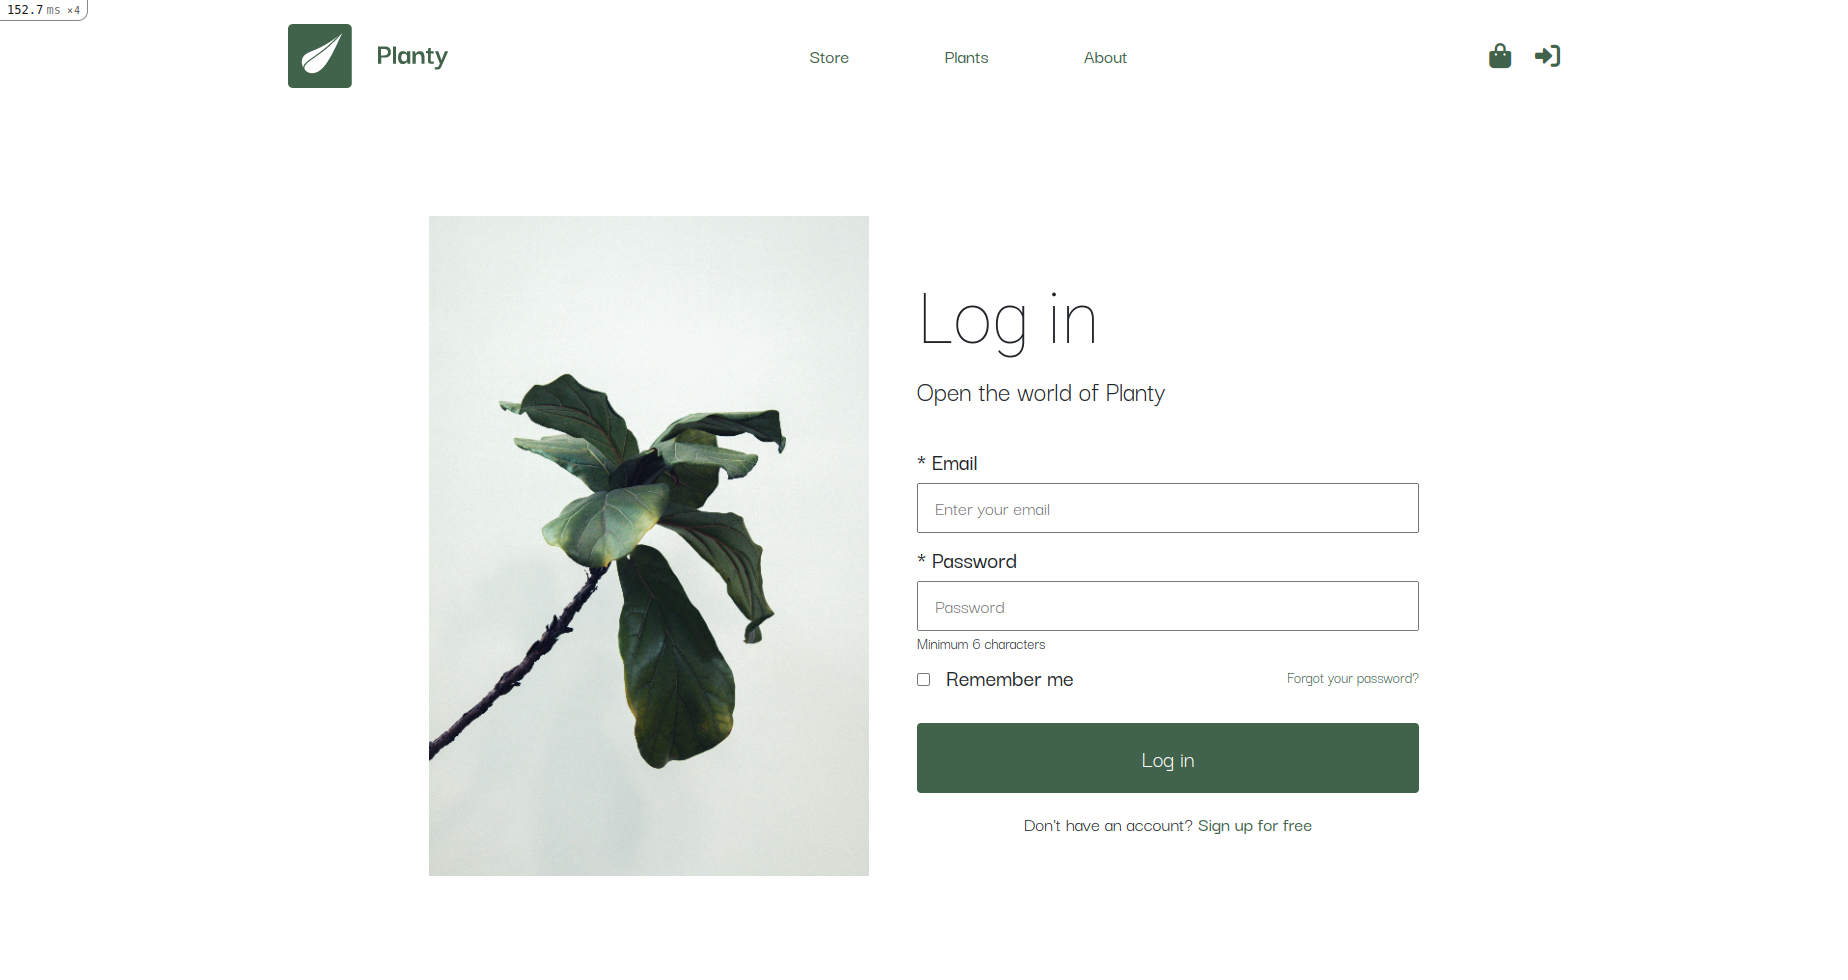 152.7 ms ×4
Planty
Store
Plants
About
Log in
Open the world of Planty
* Email
Enter your email
* Password
Password
Minimum 6 characters
Remember me
Forgot your password?
Log in
Don't have an account? Sign up for free